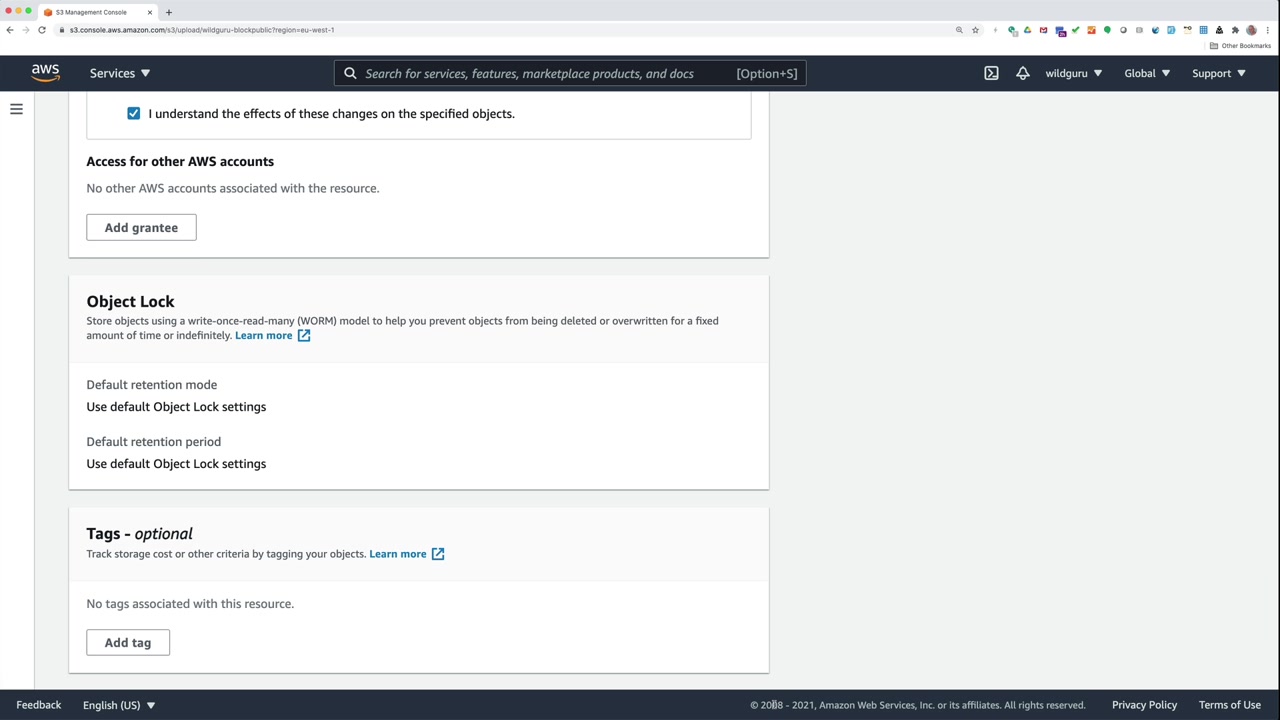 S3 Management Console
s3.console.aws.amazon.com/s3/upload/wildguru-blockpublic?region=eu-west-1
Other Bookmarks
aws
Services
Search for services, features, marketplace products, and docs
[Option+S]
wildguru
Global
Support
I understand the effects of these changes on the specified objects.
Access for other AWS accounts
No other AWS accounts associated with the resource.
Add grantee
Object Lock
Store objects using a write-once-read-many (WORM) model to help you prevent objects from being deleted or overwritten for a fixed
amount of time or indefinitely. Learn more
Default retention mode
Use default Object Lock settings
Default retention period
Use default Object Lock settings
Tags - optional
Track storage cost or other criteria by tagging your objects. Learn more
No tags associated with this resource.
Add tag
Feedback
English (US)
© 2008 - 2021, Amazon Web Services, Inc. or its affiliates. All rights reserved.
Privacy Policy
Terms of Use